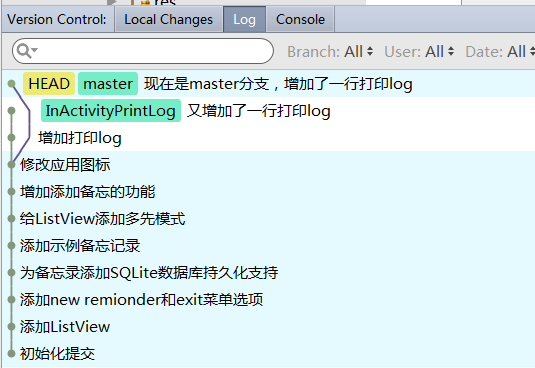 res
Version Control: Local Changes Log Console
Branch: All User: All Date: All
HEAD master 现在是master分支，增加了一行打印log
InActivityPrintLog 又增加了一行打印log
增加打印log
修改应用图标
增加添加备忘的功能
给ListView添加多先模式
添加示例备忘记录
为备忘录添加SQLite数据库持久化支持
添加new remionder和exit菜单选项
添加ListView
初始化提交